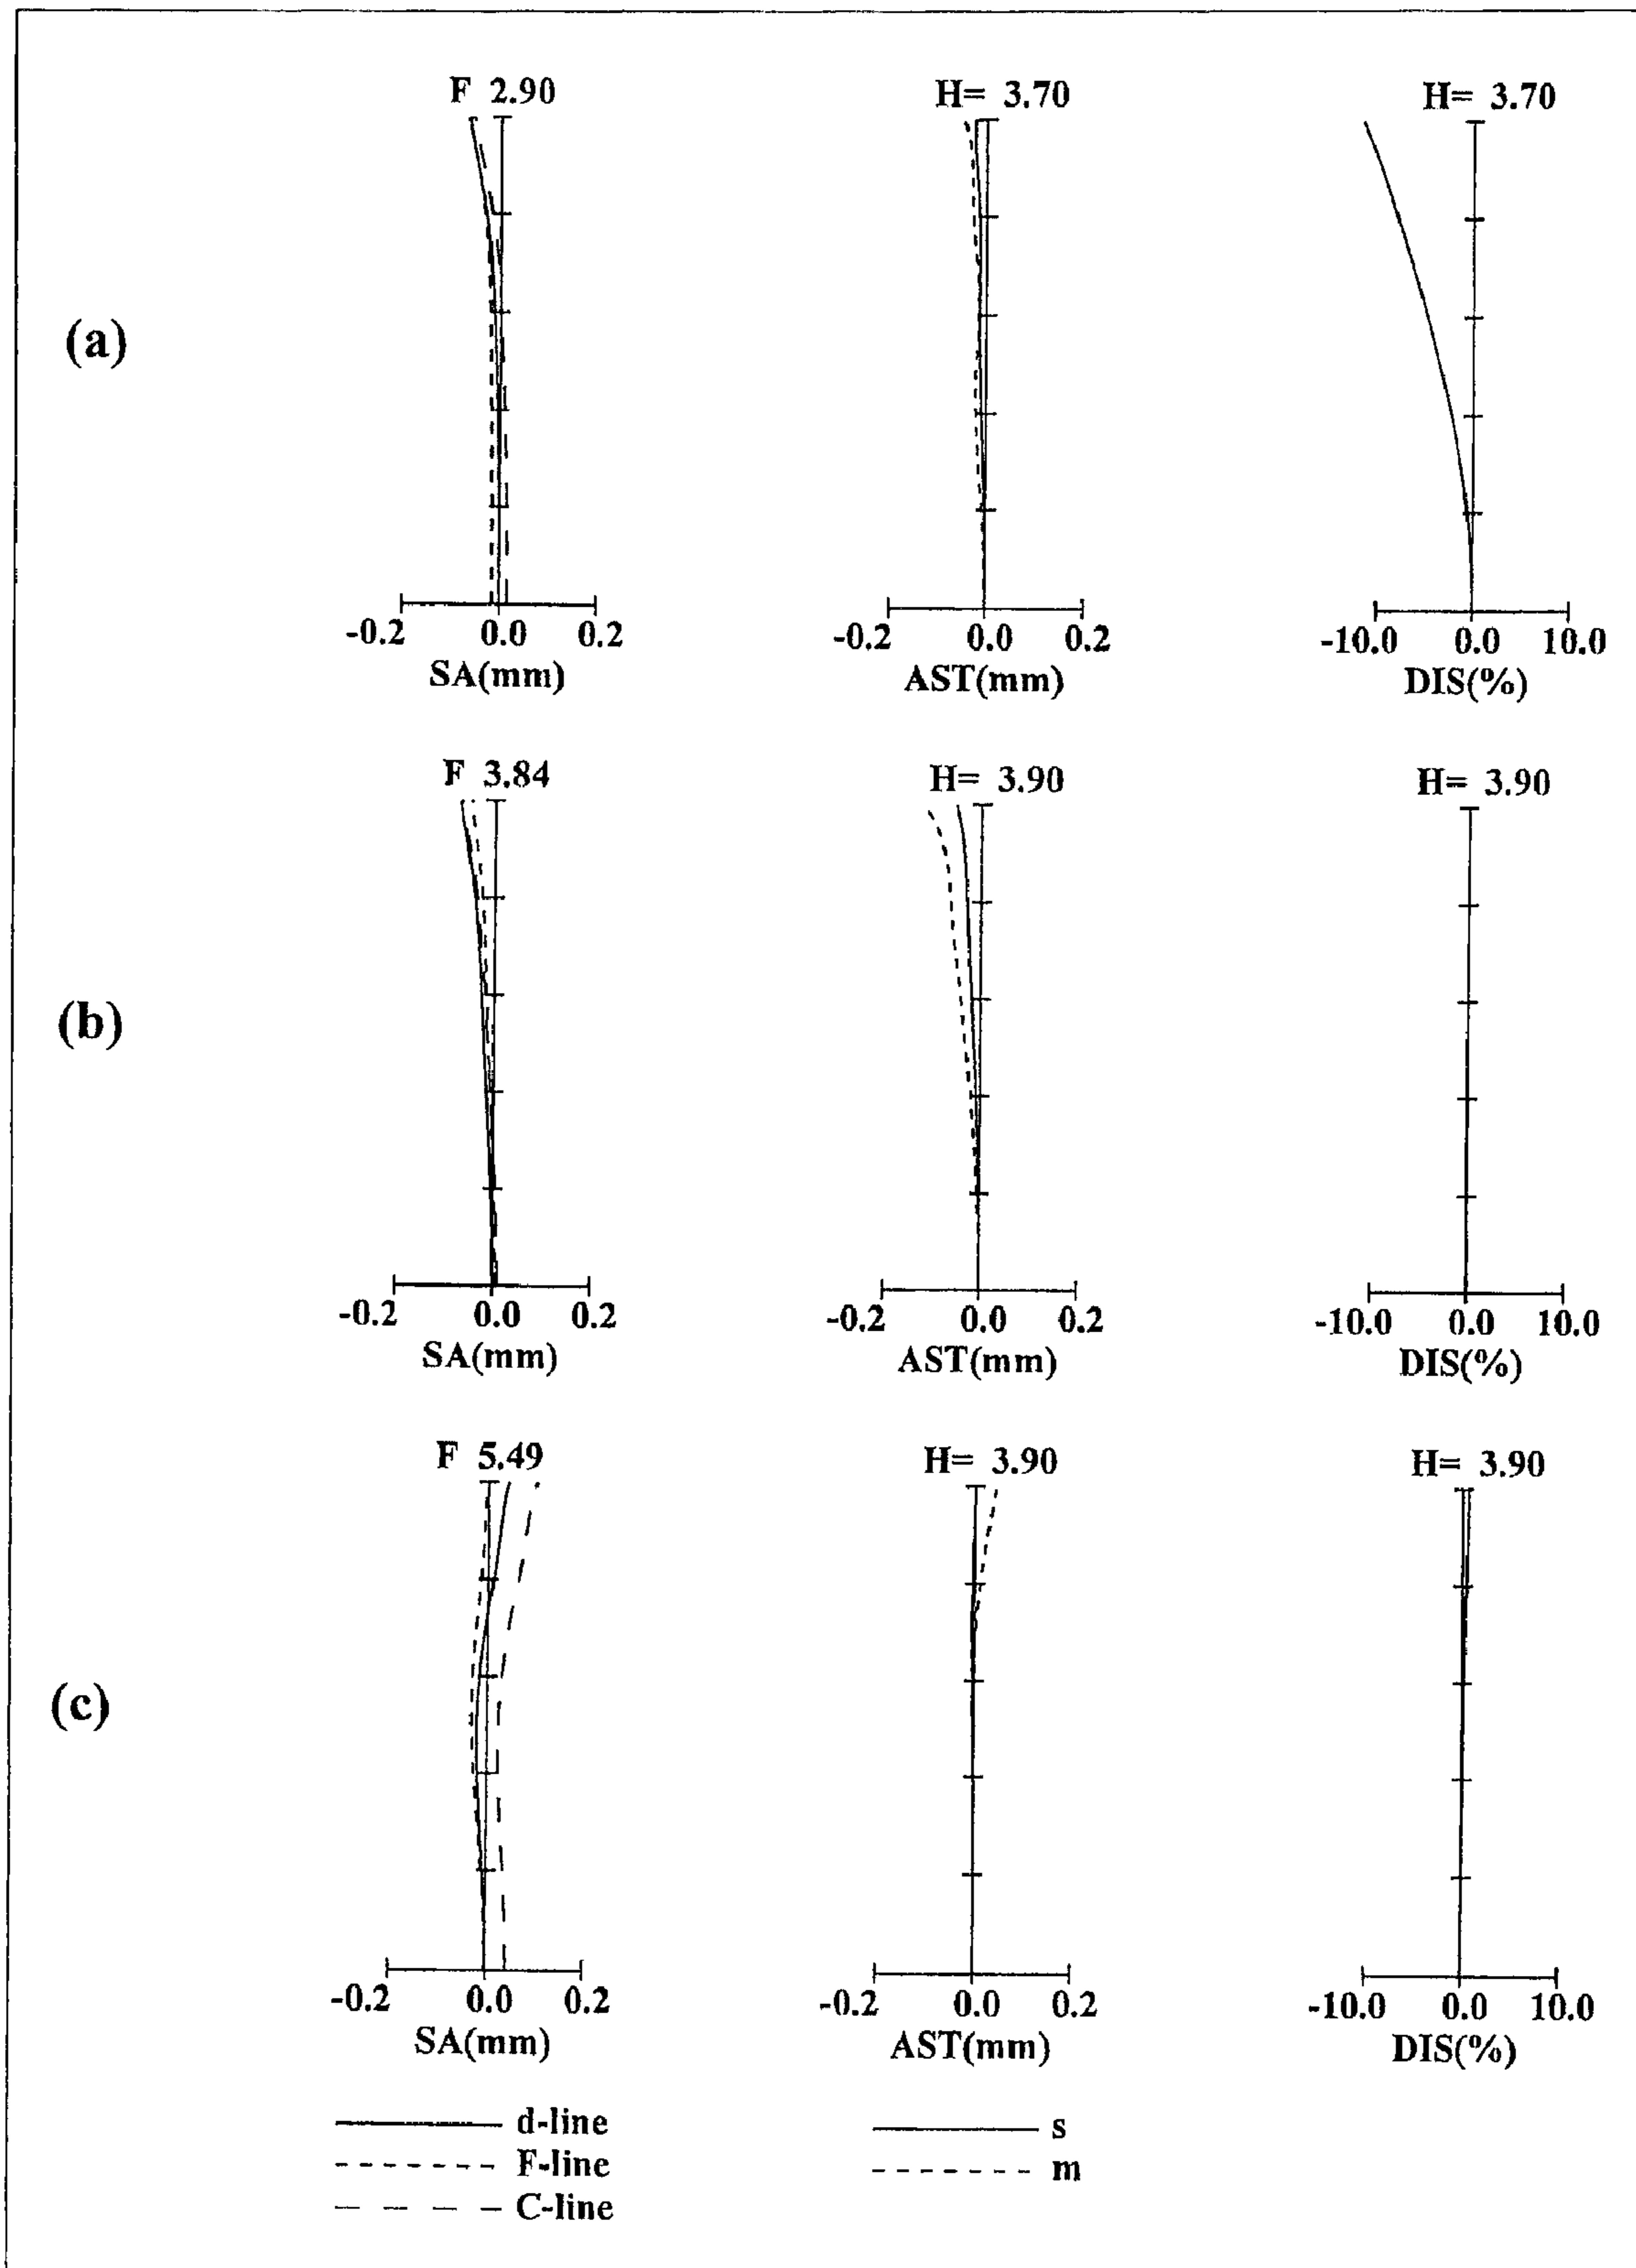 F 2.90
H= 3.70
H= 3.70
(a)
-0.2 0.0 0.2
SA(mm)
-0.2 0.0 0.2
AST(mm)
-10.0 0.0 10.0
DIS(%)
F 3.84
H= 3.90
H= 3.90
(b)
-0.2 0.0 0.2
SA(mm)
-0.2 0.0 0.2
AST(mm)
-10.0 0.0 10.0
DIS(%)
F 5.49
H= 3.90
H= 3.90
(c)
-0.2 0.0 0.2
SA(mm)
-0.2 0.0 0.2
AST(mm)
-10.0 0.0 10.0
DIS(%)
d-line
F-line
C-line
s
m